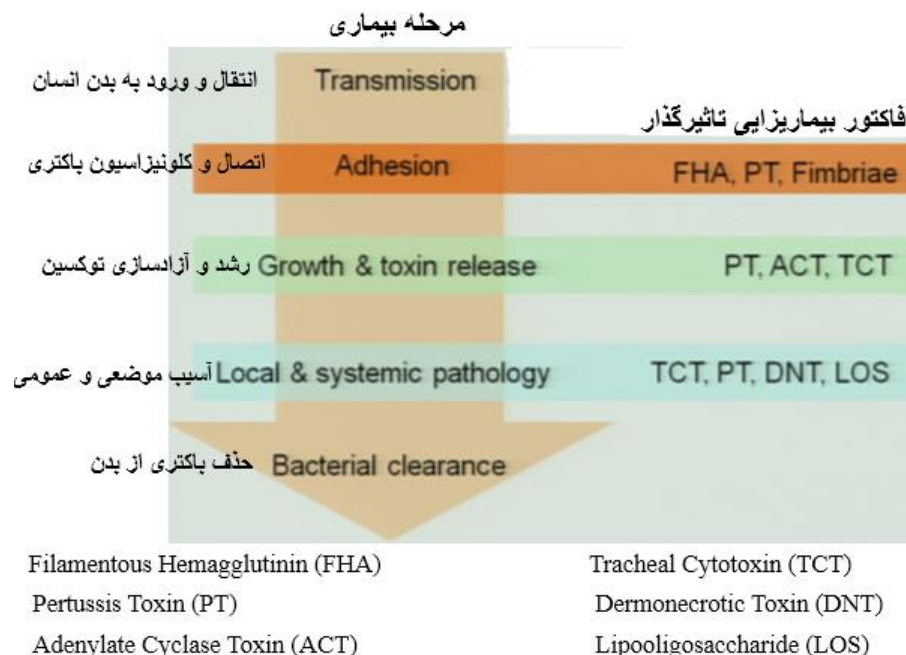 مرحله بیماری
انتقال و ورود به بدن انسان Transmission
فاکتور بیماریزایی تاثیرگذار
اتصال و کلونیزاسیون باکتری Adhesion FHA, PT, Fimbriae
رشد و آزادسازی توکسین Growth & toxin release PT, ACT, TCT
آسیب موضعی و عمومی Local & systemic pathology TCT, PT, DNT, LOS
حذف باکتری از بدن Bacterial clearance
Filamentous Hemagglutinin (FHA) Tracheal Cytotoxin (TCT)
Pertussis Toxin (PT) Dermonecrotic Toxin (DNT)
Adenylate Cyclase Toxin (ACT) Lipooligosaccharide (LOS)